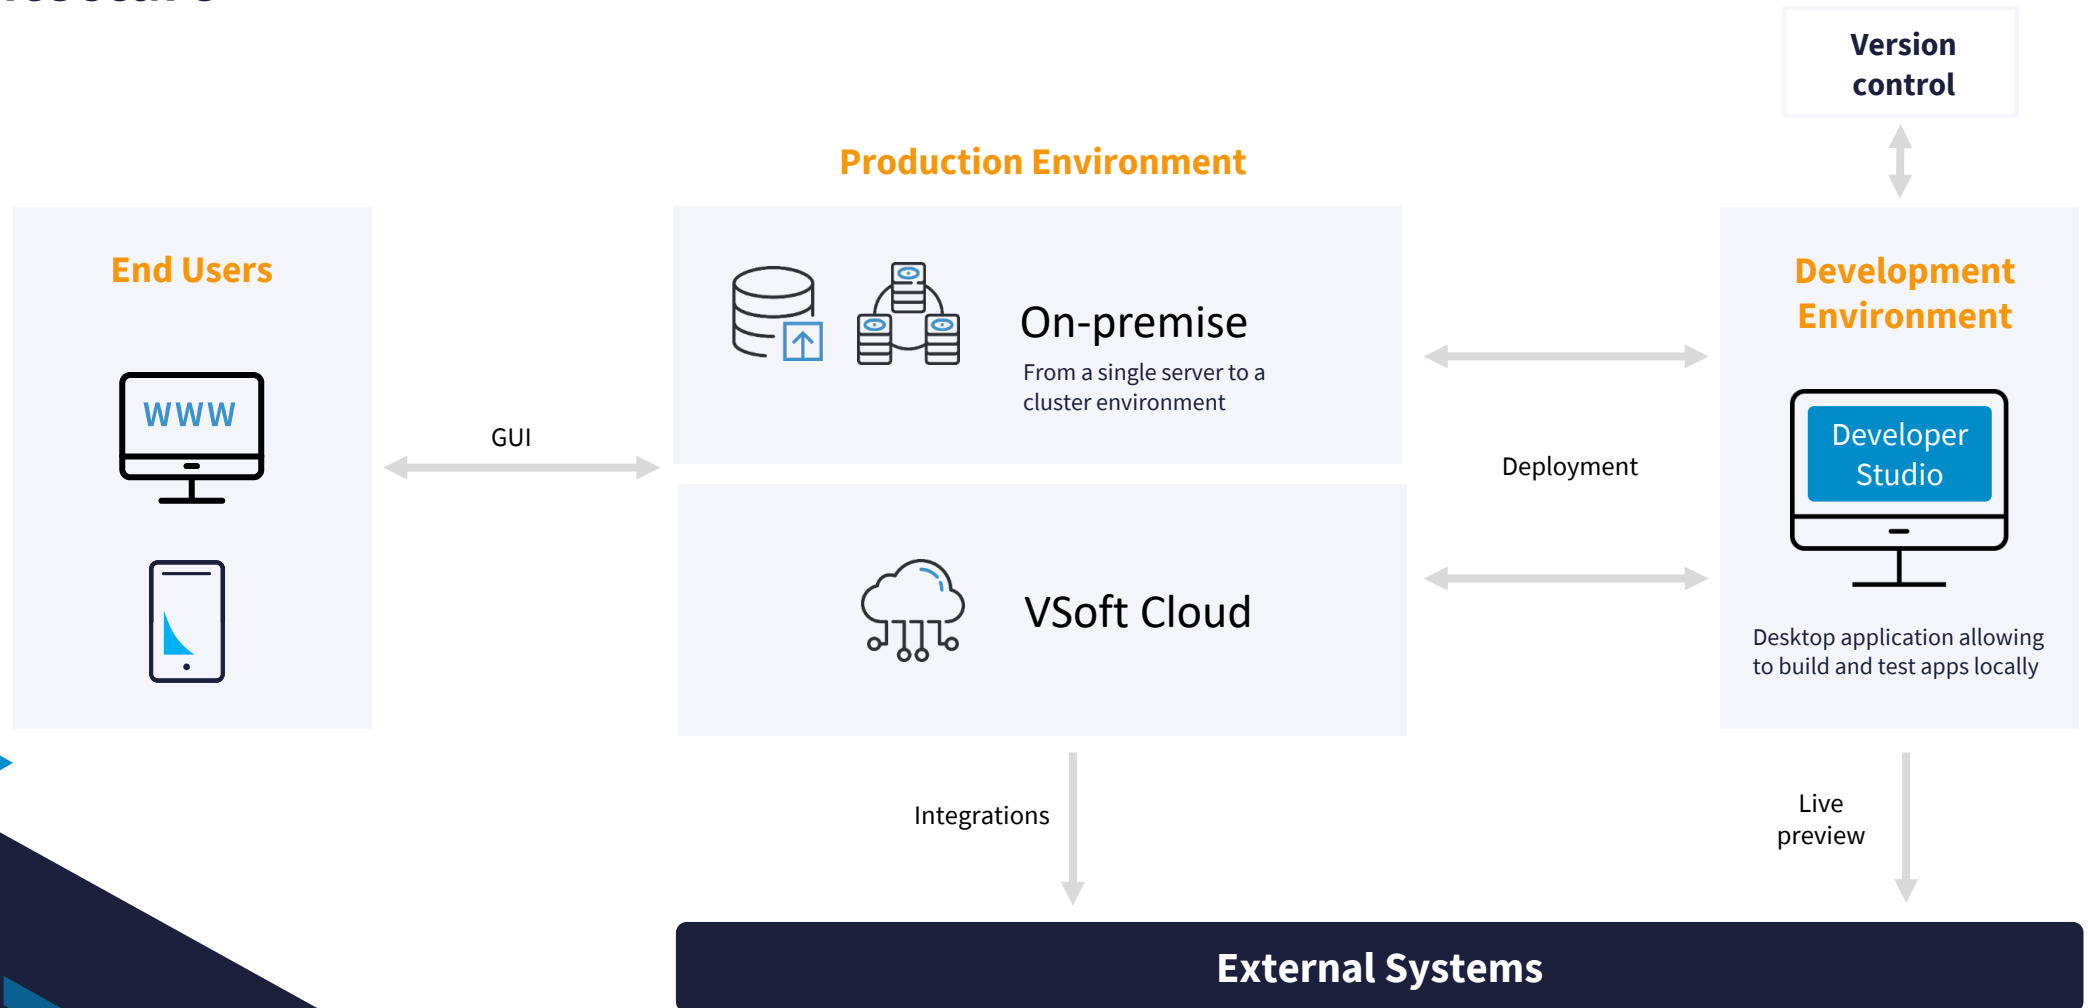 Version
control
Production Environment
End Users
WWW
GUI
On-premise
From a single server to a
cluster environment
VSoft Cloud
Deployment
Development
Environment
Developer
Studio
Desktop application allowing
to build and test apps locally
Integrations
Live
preview
External Systems